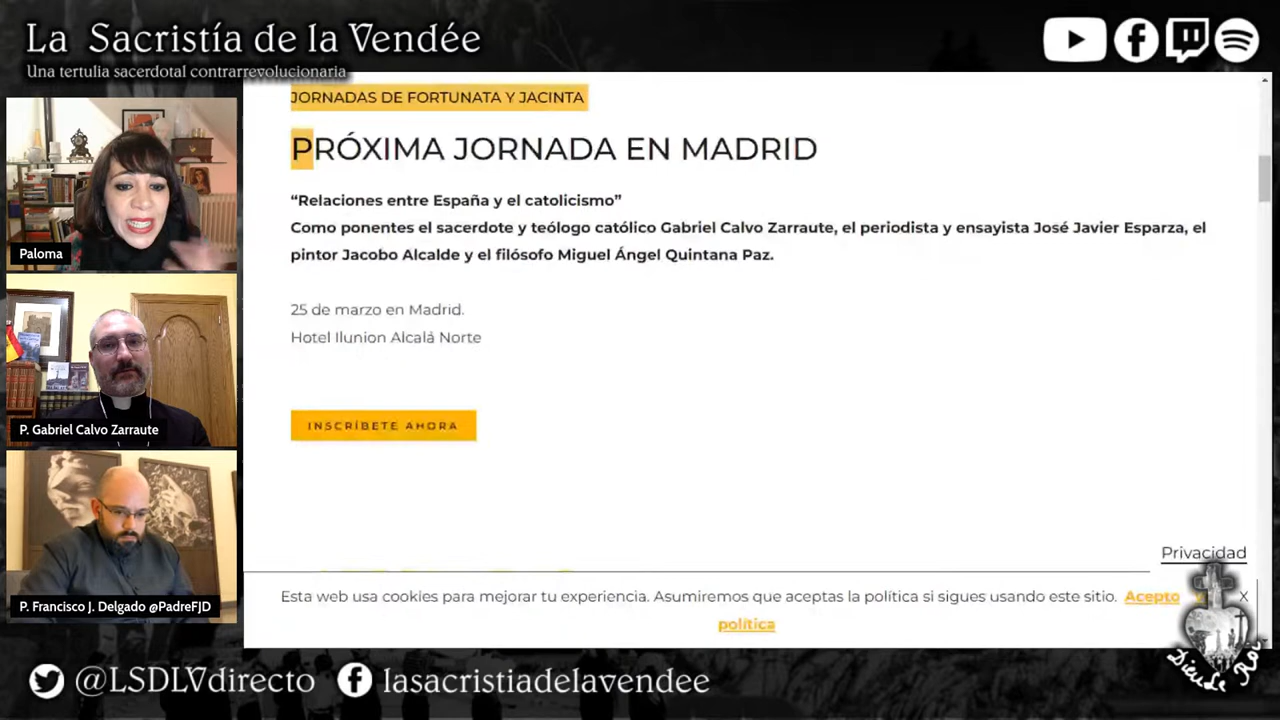 La Sacristía de la Vendée
Una tertulia sacerdotal contrarrevolucionaria
JORNADAS DE FORTUNATA Y JACINTA
PRÓXIMA JORNADA EN MADRID
“Relaciones entre España y el catolicismo”
Como ponentes el sacerdote y teólogo católico Gabriel Calvo Zarraute, el periodista y ensayista José Javier Esparza, el
pintor Jacobo Alcalde y el filósofo Miguel Ángel Quintana Paz.
25 de marzo en Madrid.
Hotel Ilunion Alcalá Norte
INSCRÍBETE AHORA
Paloma
P. Gabriel Calvo Zarraute
P. Francisco J. Delgado @PadreFJD
Privacidad
Esta web usa cookies para mejorar tu experiencia. Asumiremos que aceptas la política si sigues usando este sitio. Acepto
X
política
Dieu Le Roi
@LSDLVdirecto
lasacristiadelavendee